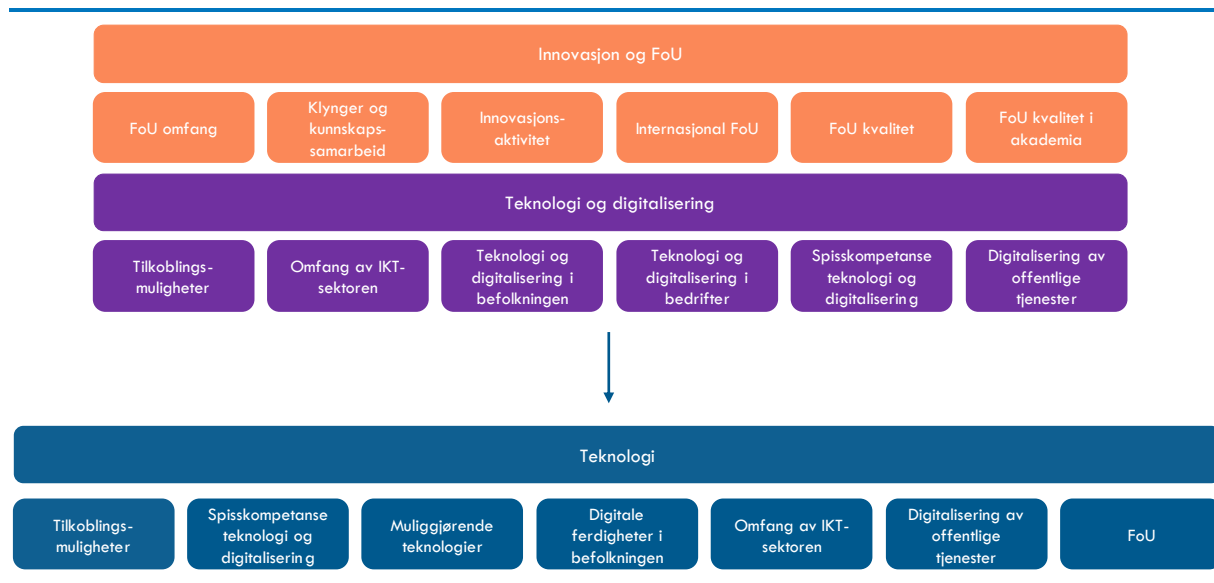 Innovasjon og FoU
FoU omfang
Klynger og
kunnskaps-
samarbeid
Innovasjons-
aktivitet
Internasjonal FoU
FoU kvalitet
FoU kvalitet i
akademia
Teknologi og digitalisering
Tilkoblings-
muligheter
Omfang av IKT-
sektoren
Teknologi og
digitalisering i
befolkningen
Teknologi og
digitalisering i
bedrifter
Spisskompetanse
teknologi og
digitalisering
Digitalisering av
offentlige
tjenester
Teknologi
Tilkoblings-
muligheter
Spisskompetanse
teknologi og
digitalisering
Muliggjørende
teknologier
Digitale
ferdigheter i
befolkningen
Omfang av IKT-
sektoren
Digitalisering av
offentlige
tjenester
FoU